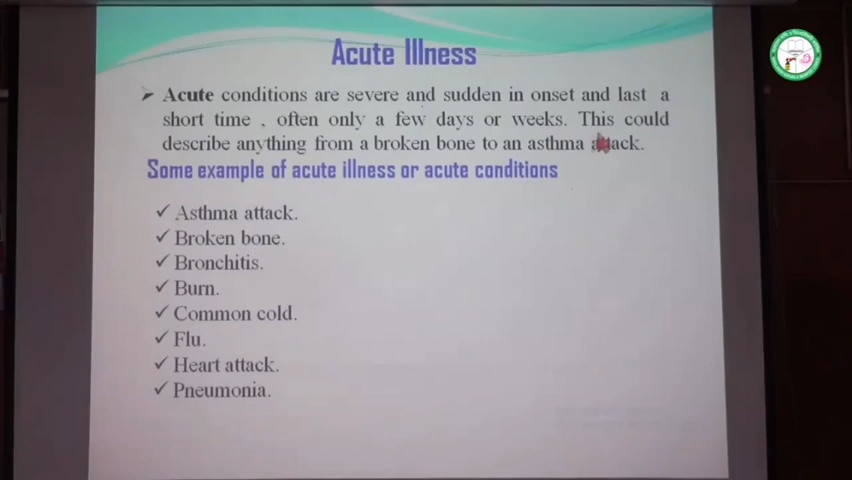 Acute Illness
➢ Acute conditions are severe and sudden in onset and last a
short time , often only a few days or weeks. This could
describe anything from a broken bone to an asthma attack.
Some example of acute illness or acute conditions
✓ Asthma attack.
✓ Broken bone.
✓ Bronchitis.
✓ Burn.
✓ Common cold.
✓ Flu.
✓ Heart attack.
✓ Pneumonia.